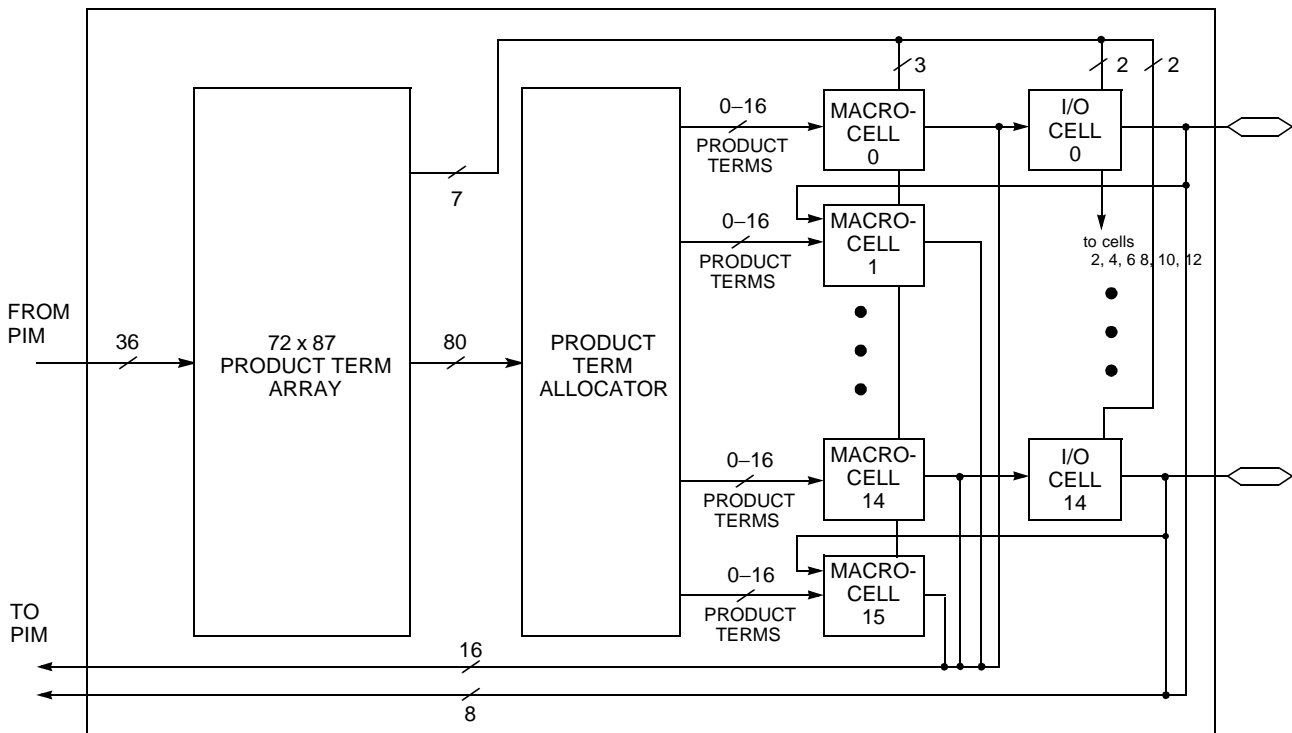 3
2
2
0–16
PRODUCT
TERMS
MACRO-
CELL
0
I/O
CELL
0
7
0–16
PRODUCT
TERMS
MACRO-
CELL
1
to cells
2, 4, 6 8, 10, 12
FROM
PIM
36
72 x 87
PRODUCT TERM
ARRAY
80
PRODUCT
TERM
ALLOCATOR
0–16
PRODUCT
TERMS
MACRO-
CELL
14
I/O
CELL
14
0–16
PRODUCT
TERMS
MACRO-
CELL
15
TO
PIM
16
8